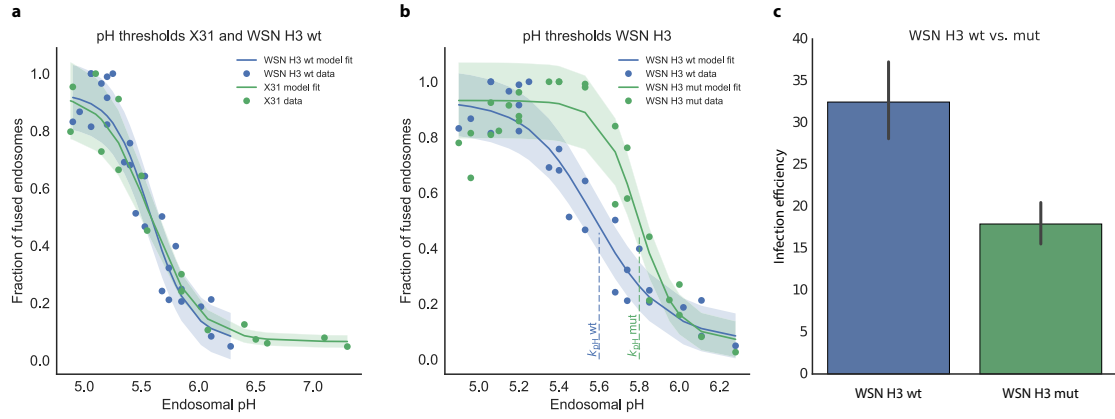 a
pH thresholds X31 and WSN H3 wt
WSN H3 wt model fit
WSN H3 wt data
X31 model fit
X31 data
Fraction of fused endosomes
1.0
0.8
0.6
0.4
0.2
0.0
5.0 5.5 6.0 6.5 7.0
Endosomal pH
b
pH thresholds WSN H3
WSN H3 wt model fit
WSN H3 wt data
WSN H3 mut model fit
WSN H3 mut data
Fraction of fused endosomes
1.0
0.8
0.6
0.4
0.2
0.0
kpH wt
kpH mut
5.0 5.2 5.4 5.6 5.8 6.0 6.2
Endosomal pH
c
WSN H3 wt vs. mut
Infection efficiency
40
35
30
25
20
15
10
5
0
WSN H3 wt WSN H3 mut